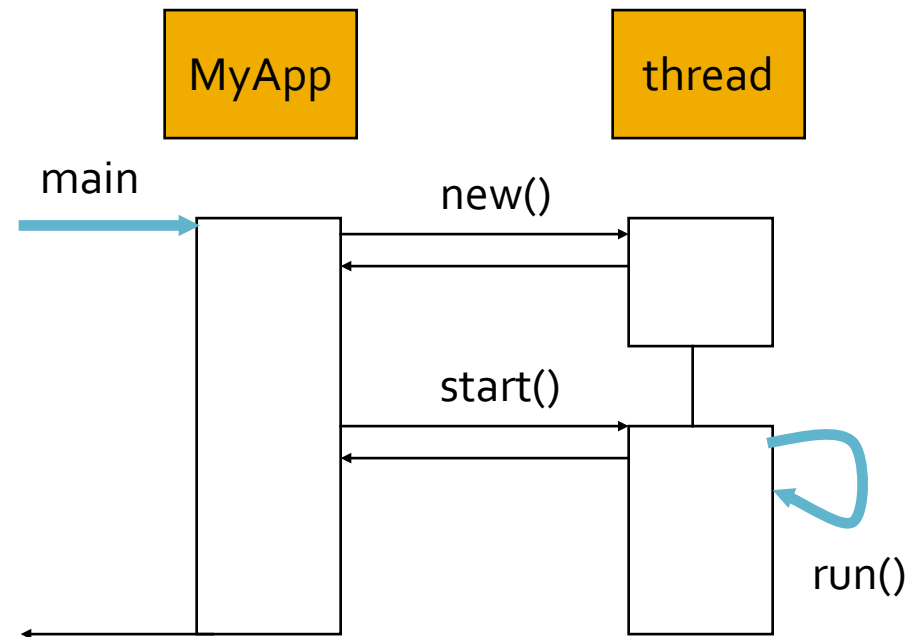 MyApp
thread
main
new()
start()
run()